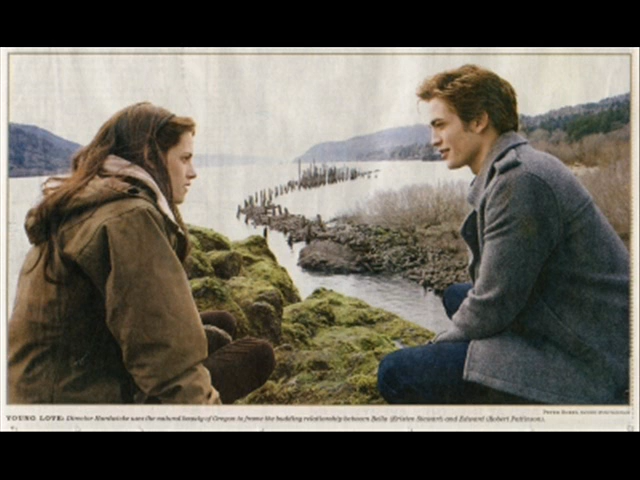 YOUNG LOVE: Director Hardwicke uses the natural beauty of Oregon to frame the budding relationship between Bella (Kristen Stewart) and Edward (Robert Pattinson).